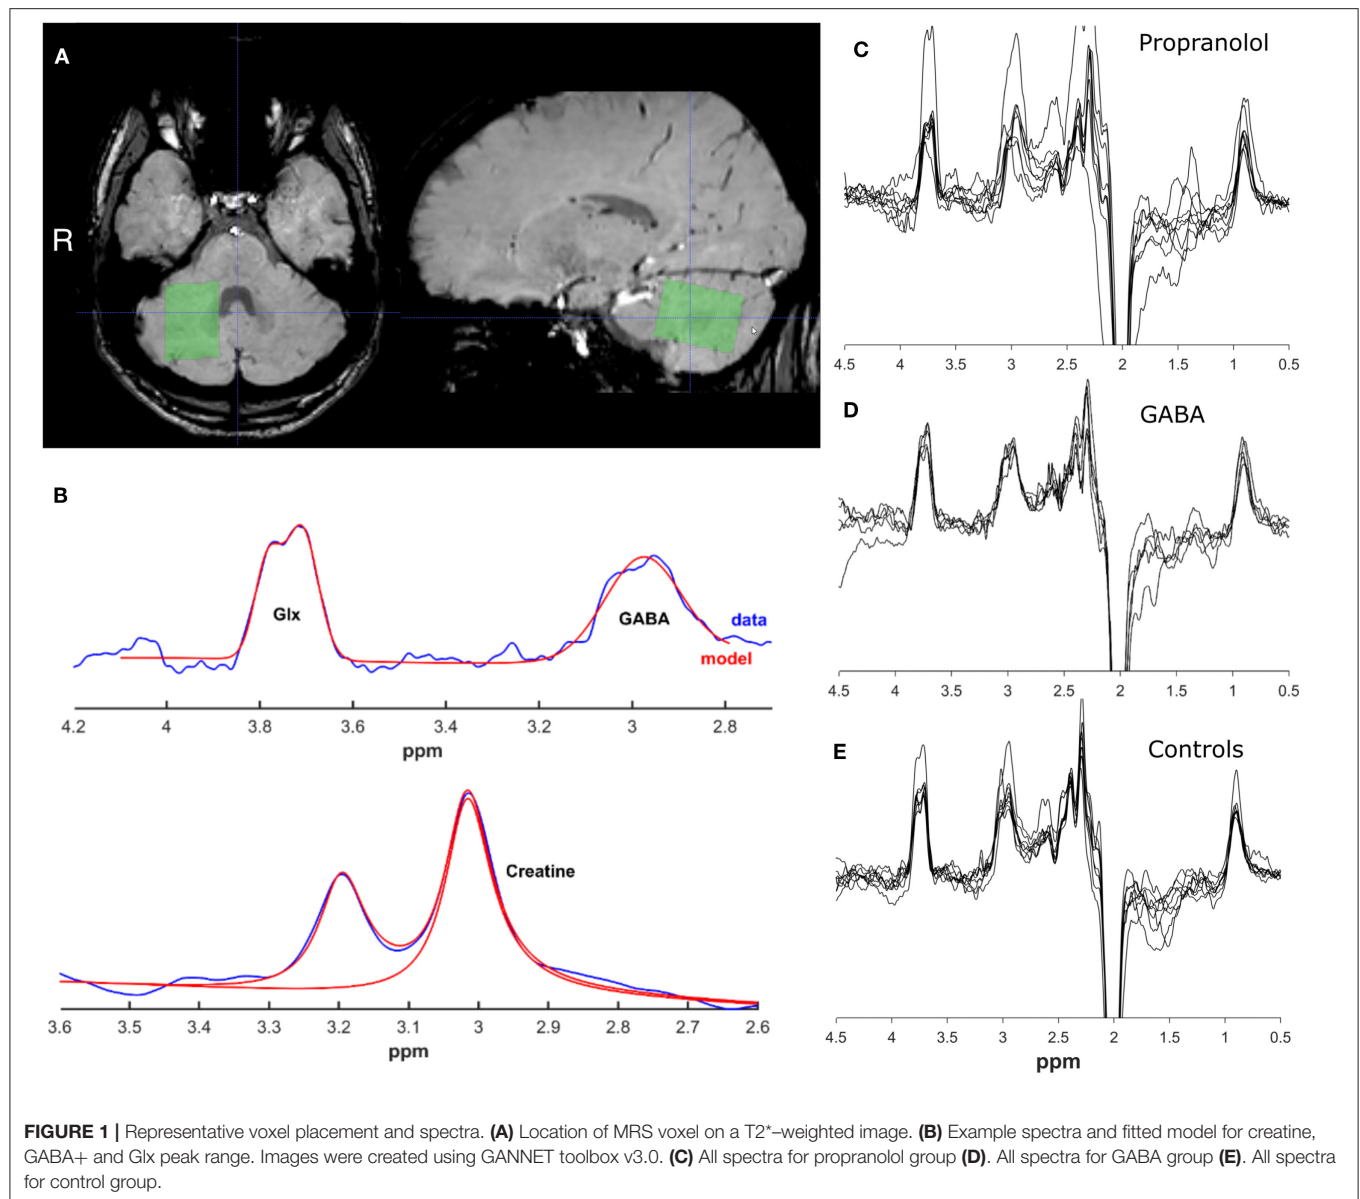 A
R
B
Glx
GABA
data
model
4.2 4 3.8 3.6 3.4 3.2 3 2.8
ppm
Creatine
3.6 3.5 3.4 3.3 3.2 3.1 3 2.9 2.8 2.7 2.6
ppm
C
Propranolol
4.5 4 3.5 3 2.5 2 1.5 1 0.5
D
GABA
4.5 4 3.5 3 2.5 2 1.5 1 0.5
E
Controls
4.5 4 3.5 3 2.5 2 1.5 1 0.5
ppm
FIGURE 1 | Representative voxel placement and spectra. (A) Location of MRS voxel on a T2*–weighted image. (B) Example spectra and fitted model for creatine,
GABA+ and Glx peak range. Images were created using GANNET toolbox v3.0. (C) All spectra for propranolol group (D). All spectra for GABA group (E). All spectra
for control group.